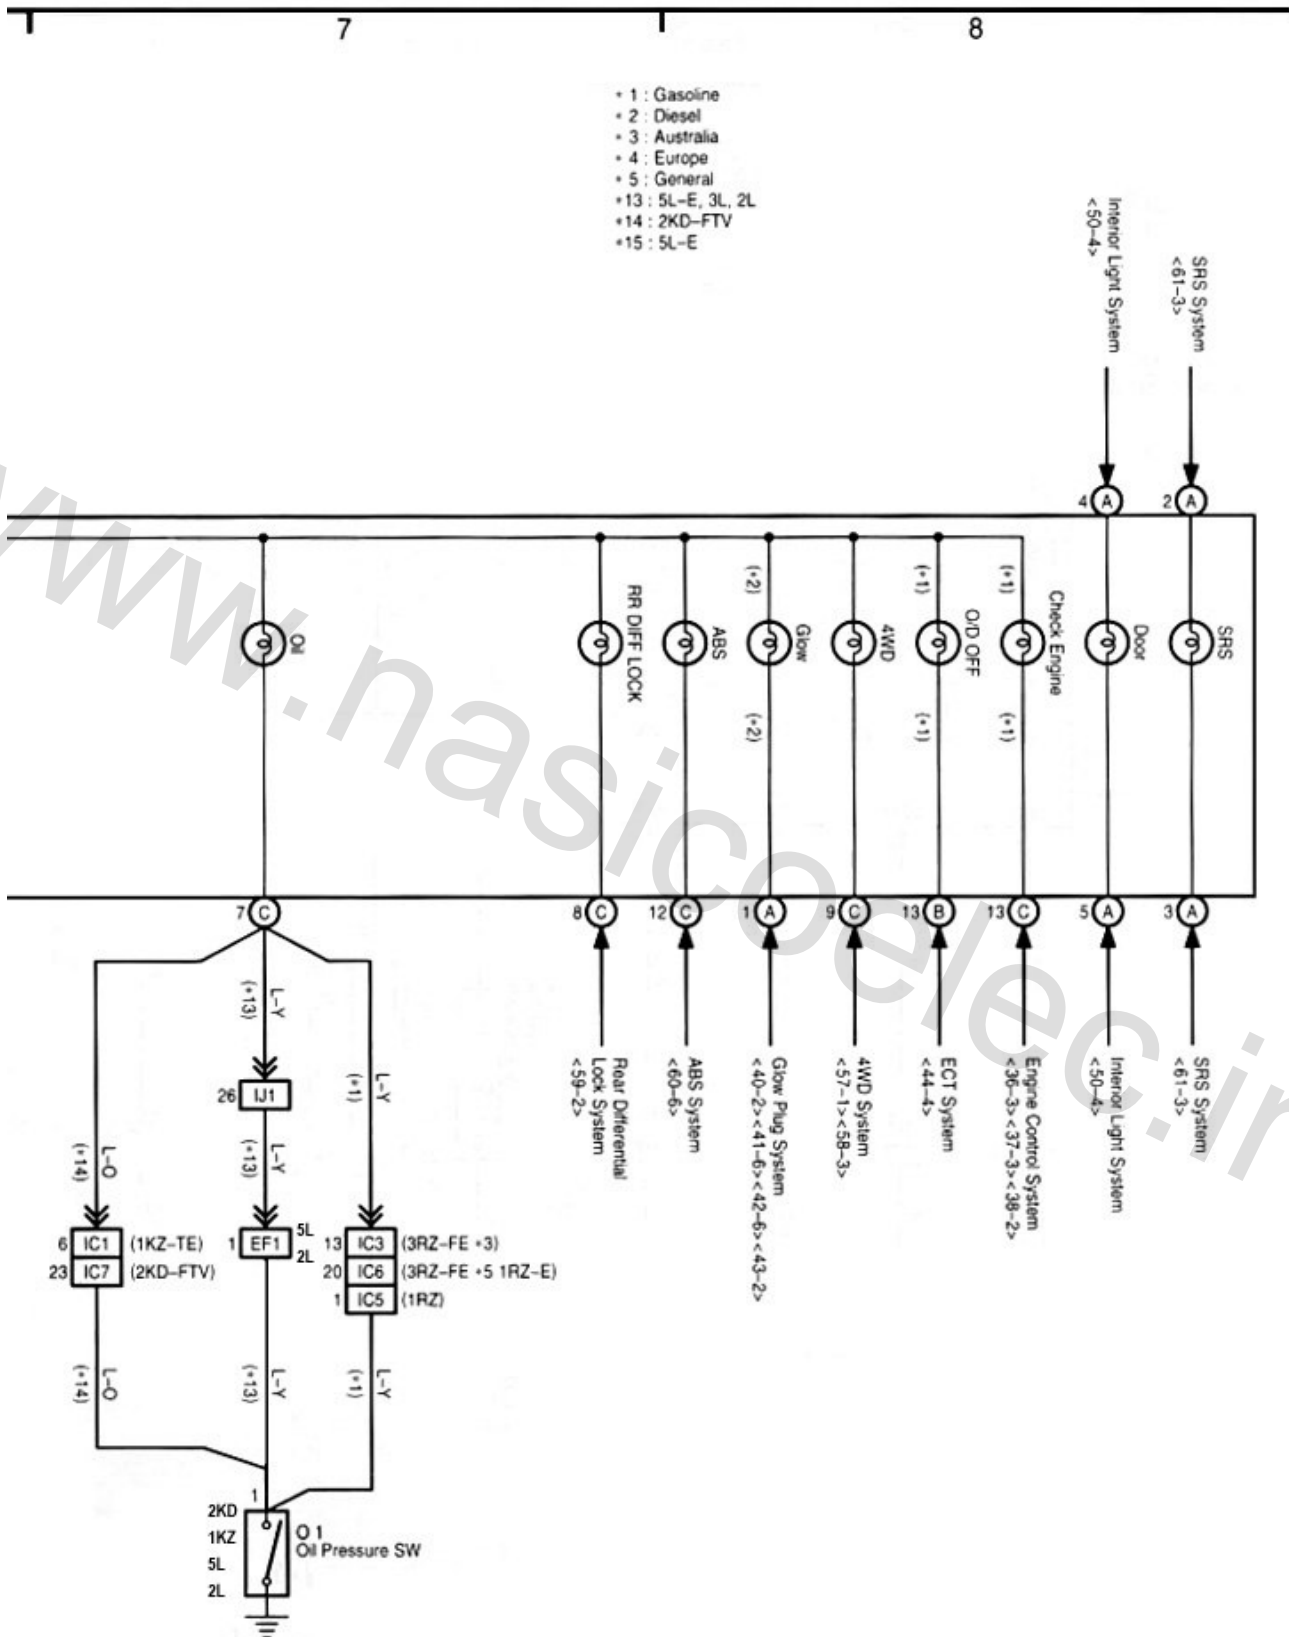 7
8
* 1 : Gasoline
* 2 : Diesel
* 3 : Australia
* 4 : Europe
* 5 : General
*13 : 5L-E, 3L, 2L
*14 : 2KD-FTV
*15 : 5L-E
Interior Light System
<50-4>
SRS System
<61-3>
4 A
2 A
(*2)
(*1)
(*1)
Oil
RR DIFF LOCK
ABS
Glow
4WD
O/D OFF
Check Engine
Door
SRS
(*2)
(*1)
(*1)
www.nasicoelec.ir
7 C
8 C
12 C
1 A
9 C
13 B
13 C
5 A
3 A
Rear Differential
Lock System
<59-2>
ABS System
<60-6>
Glow Plug System
<40-2><41-6><42-6><43-2>
4WD System
<57-1><58-3>
ECT System
<44-4>
Engine Control System
<36-3><37-3><38-2>
Interior Light System
<50-4>
SRS System
<61-3>
L-Y
(*13)
26 IJ1
L-Y
(*1)
L-O
(*14)
L-Y
(*13)
6 IC1 (1KZ-TE)
23 IC7 (2KD-FTV)
1 EF1
5L
2L
13 IC3 (3RZ-FE *3)
20 IC6 (3RZ-FE *5 1RZ-E)
1 IC5 (1RZ)
L-O
(*14)
L-Y
(*13)
L-Y
(*1)
1
2KD
1KZ
5L
2L
O 1
Oil Pressure SW